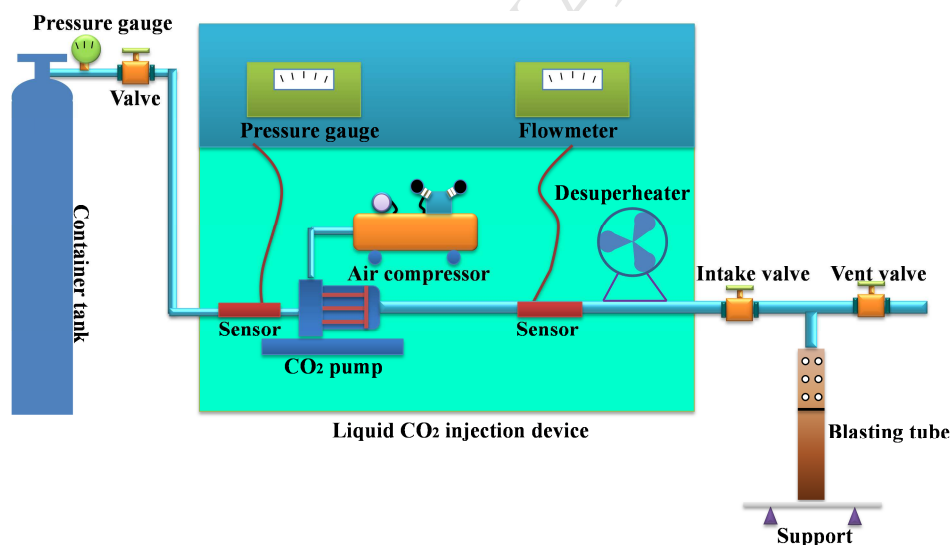 Pressure gauge
Valve
Container tank
Pressure gauge
Flowmeter
Desuperheater
Air compressor
Intake valve
Vent valve
Sensor
Sensor
CO2 pump
Liquid CO2 injection device
Blasting tube
Support